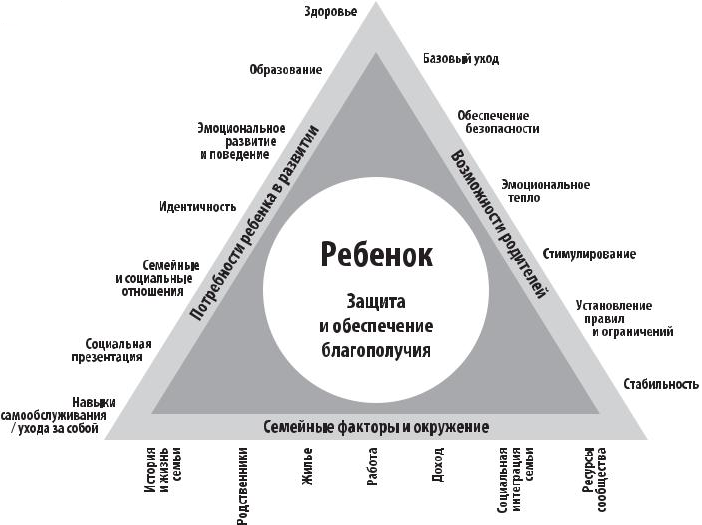 Здоровье
Образование
Эмоциональное
развитие
и поведение
Идентичность
Семейные
и социальные
отношения
Социальная
презентация
Навыки
самообслуживания
/ ухода за собой
Потребности ребенка в развитии
Базовый уход
Обеспечение
безопасности
Эмоциональное
тепло
Стимулирование
Установление
правил
и ограничений
Стабильность
Возможности родителей
Ребенок
Защита
и обеспечение
благополучия
Семейные факторы и окружение
История
и жизнь
семьи
Родственники
Жилье
Работа
Доход
Социальная
интеграция
семьи
Ресурсы
сообщества